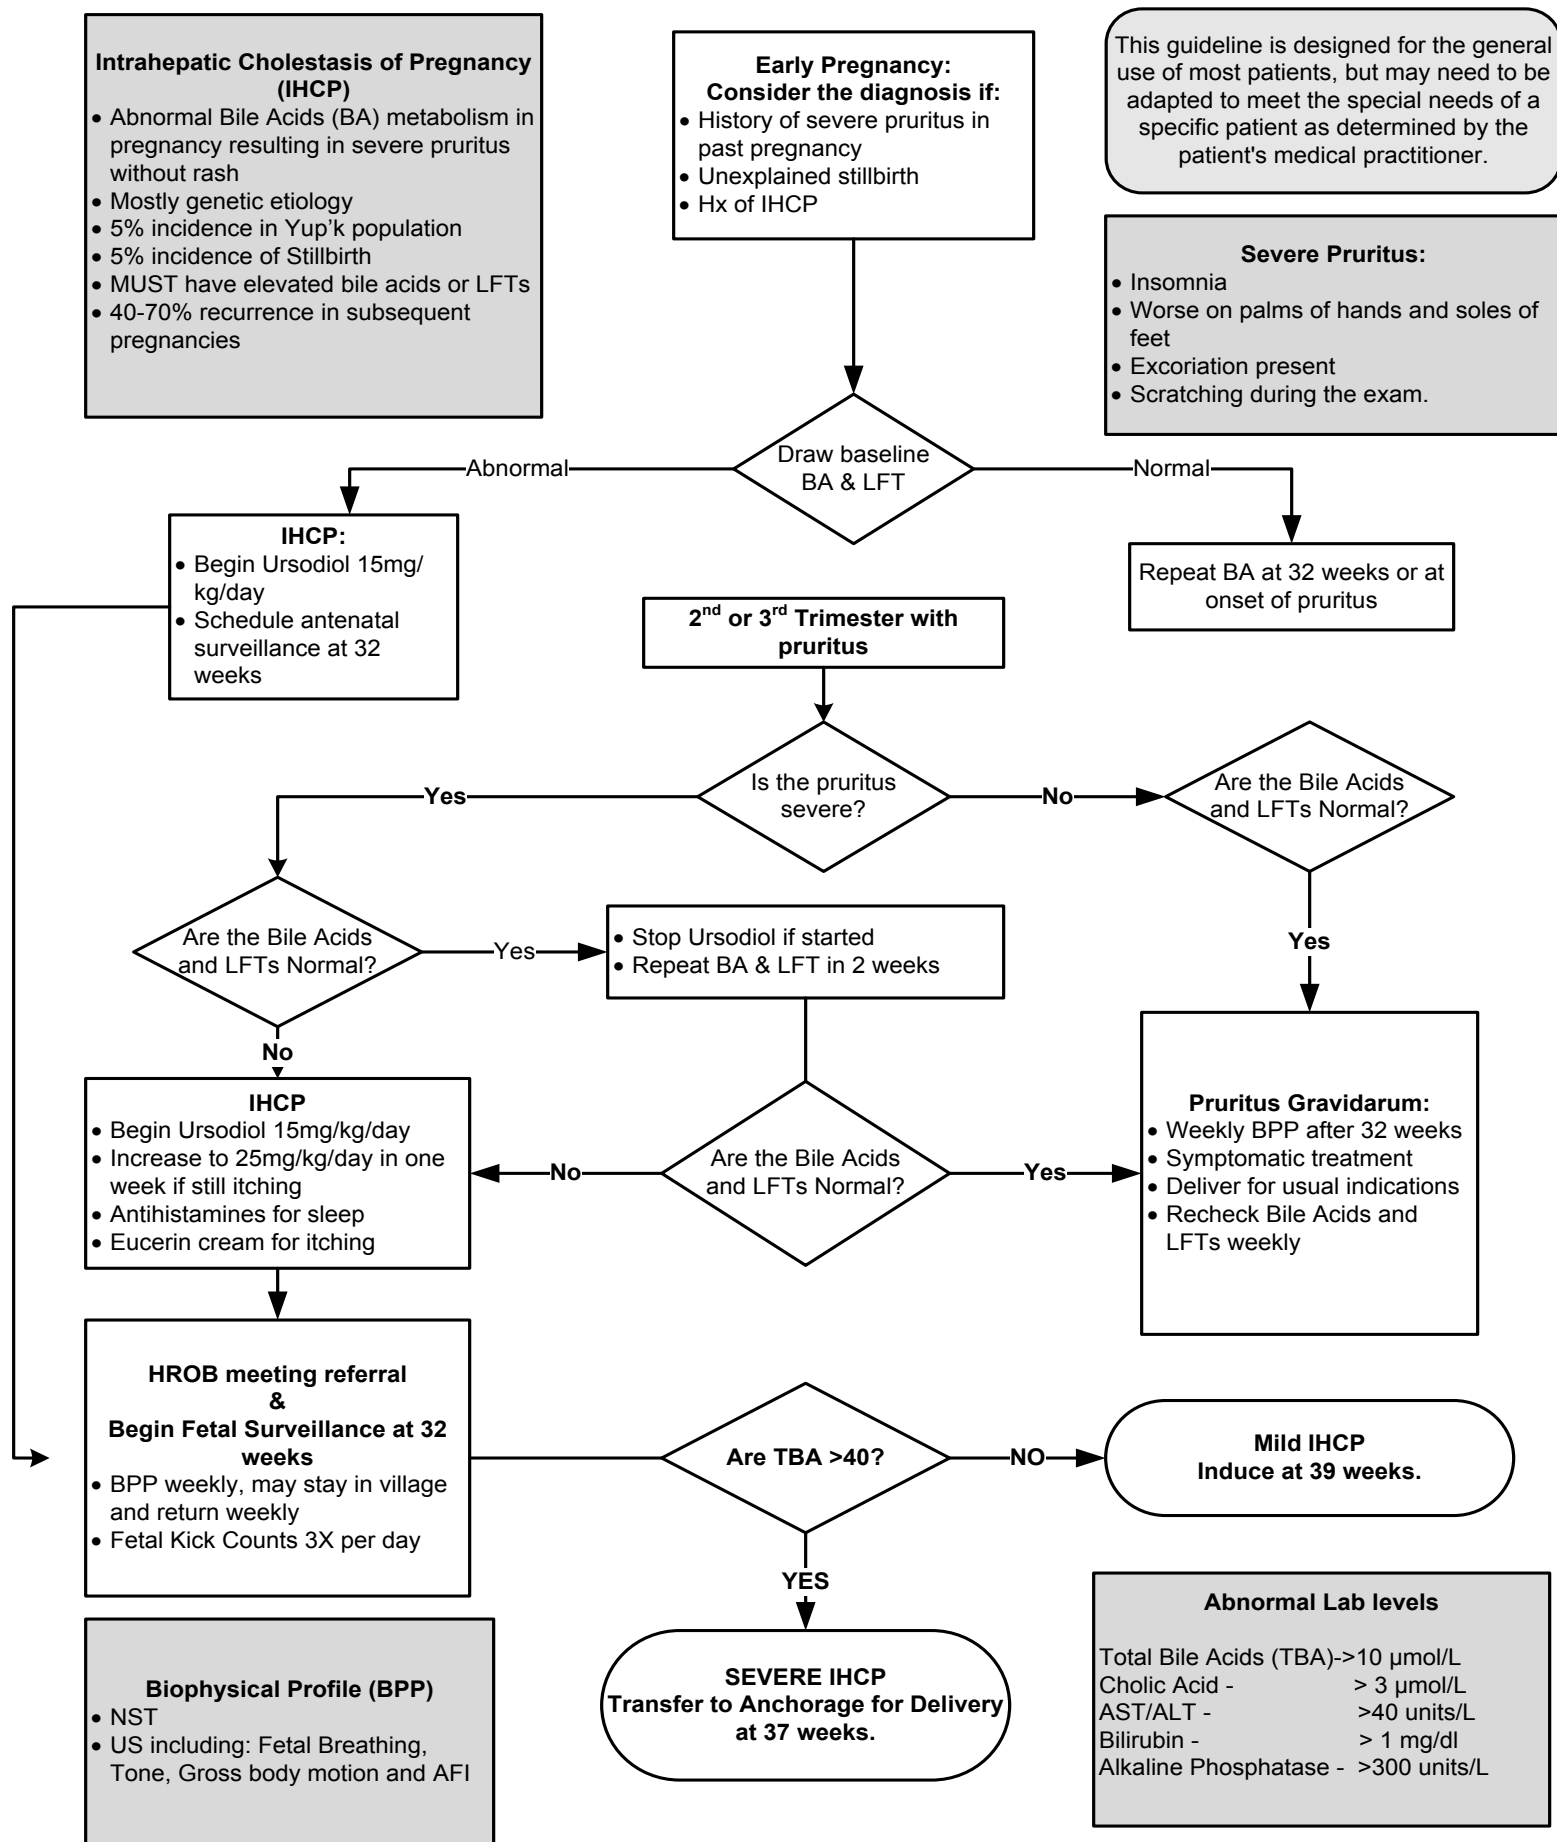 Intrahepatic Cholestasis of Pregnancy
(IHCP)
• Abnormal Bile Acids (BA) metabolism in
pregnancy resulting in severe pruritus
without rash
• Mostly genetic etiology
• 5% incidence in Yup’k population
• 5% incidence of Stillbirth
• MUST have elevated bile acids or LFTs
• 40-70% recurrence in subsequent
pregnancies
Early Pregnancy:
Consider the diagnosis if:
• History of severe pruritus in
past pregnancy
• Unexplained stillbirth
• Hx of IHCP
This guideline is designed for the general
use of most patients, but may need to be
adapted to meet the special needs of a
specific patient as determined by the
patient's medical practitioner.
Severe Pruritus:
• Insomnia
• Worse on palms of hands and soles of
feet
• Excoriation present
• Scratching during the exam.
Draw baseline
BA & LFT
Abnormal
Normal
IHCP:
• Begin Ursodiol 15mg/
kg/day
• Schedule antenatal
surveillance at 32
weeks
Repeat BA at 32 weeks or at
onset of pruritus
2nd or 3rd Trimester with
pruritus
Is the pruritus
severe?
Yes
No
Are the Bile Acids
and LFTs Normal?
Are the Bile Acids
and LFTs Normal?
Yes
• Stop Ursodiol if started
• Repeat BA & LFT in 2 weeks
Yes
No
IHCP
• Begin Ursodiol 15mg/kg/day
• Increase to 25mg/kg/day in one
week if still itching
• Antihistamines for sleep
• Eucerin cream for itching
No
Are the Bile Acids
and LFTs Normal?
Yes
Pruritus Gravidarum:
• Weekly BPP after 32 weeks
• Symptomatic treatment
• Deliver for usual indications
• Recheck Bile Acids and
LFTs weekly
HROB meeting referral
&
Begin Fetal Surveillance at 32
weeks
• BPP weekly, may stay in village
and return weekly
• Fetal Kick Counts 3X per day
Are TBA >40?
NO
Mild IHCP
Induce at 39 weeks.
YES
SEVERE IHCP
Transfer to Anchorage for Delivery
at 37 weeks.
Biophysical Profile (BPP)
• NST
• US including: Fetal Breathing,
Tone, Gross body motion and AFI
Abnormal Lab levels
Total Bile Acids (TBA)->10 µmol/L
Cholic Acid - > 3 µmol/L
AST/ALT - >40 units/L
Bilirubin - > 1 mg/dl
Alkaline Phosphatase - >300 units/L